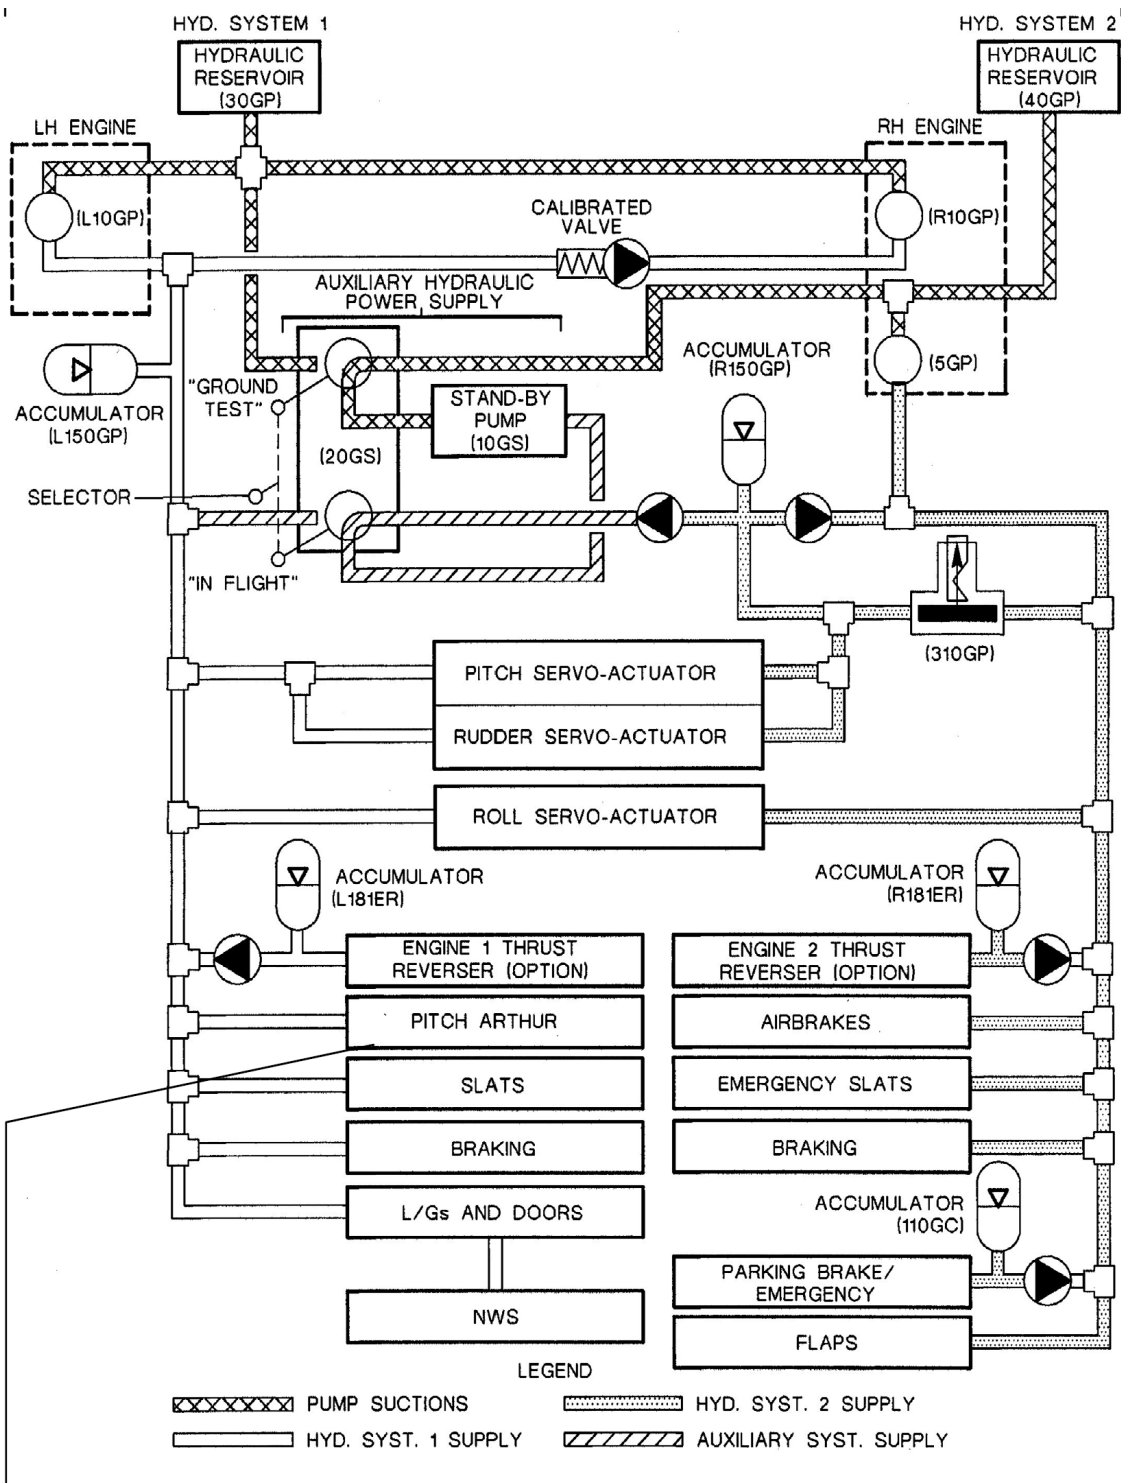 HYD. SYSTEM 1
HYDRAULIC
RESERVOIR
(30GP)
HYD. SYSTEM 2
HYDRAULIC
RESERVOIR
(40GP)
LH ENGINE
RH ENGINE
(L10GP)
CALIBRATED
VALVE
(R10GP)
AUXILIARY HYDRAULIC
POWER SUPPLY
ACCUMULATOR
(R150GP)
(5GP)
"GROUND
TEST"
STAND-BY
PUMP
(10GS)
ACCUMULATOR
(L150GP)
(20GS)
SELECTOR
"IN FLIGHT"
(310GP)
PITCH SERVO-ACTUATOR
RUDDER SERVO-ACTUATOR
ROLL SERVO-ACTUATOR
ACCUMULATOR
(L181ER)
ACCUMULATOR
(R181ER)
ENGINE 1 THRUST
REVERSER (OPTION)
ENGINE 2 THRUST
REVERSER (OPTION)
PITCH ARTHUR
AIRBRAKES
SLATS
EMERGENCY SLATS
BRAKING
BRAKING
L/Gs AND DOORS
ACCUMULATOR
(110GC)
PARKING BRAKE/
EMERGENCY
NWS
FLAPS
LEGEND
PUMP SUCTIONS
HYD. SYST. 2 SUPPLY
HYD. SYST. 1 SUPPLY
AUXILIARY SYST. SUPPLY